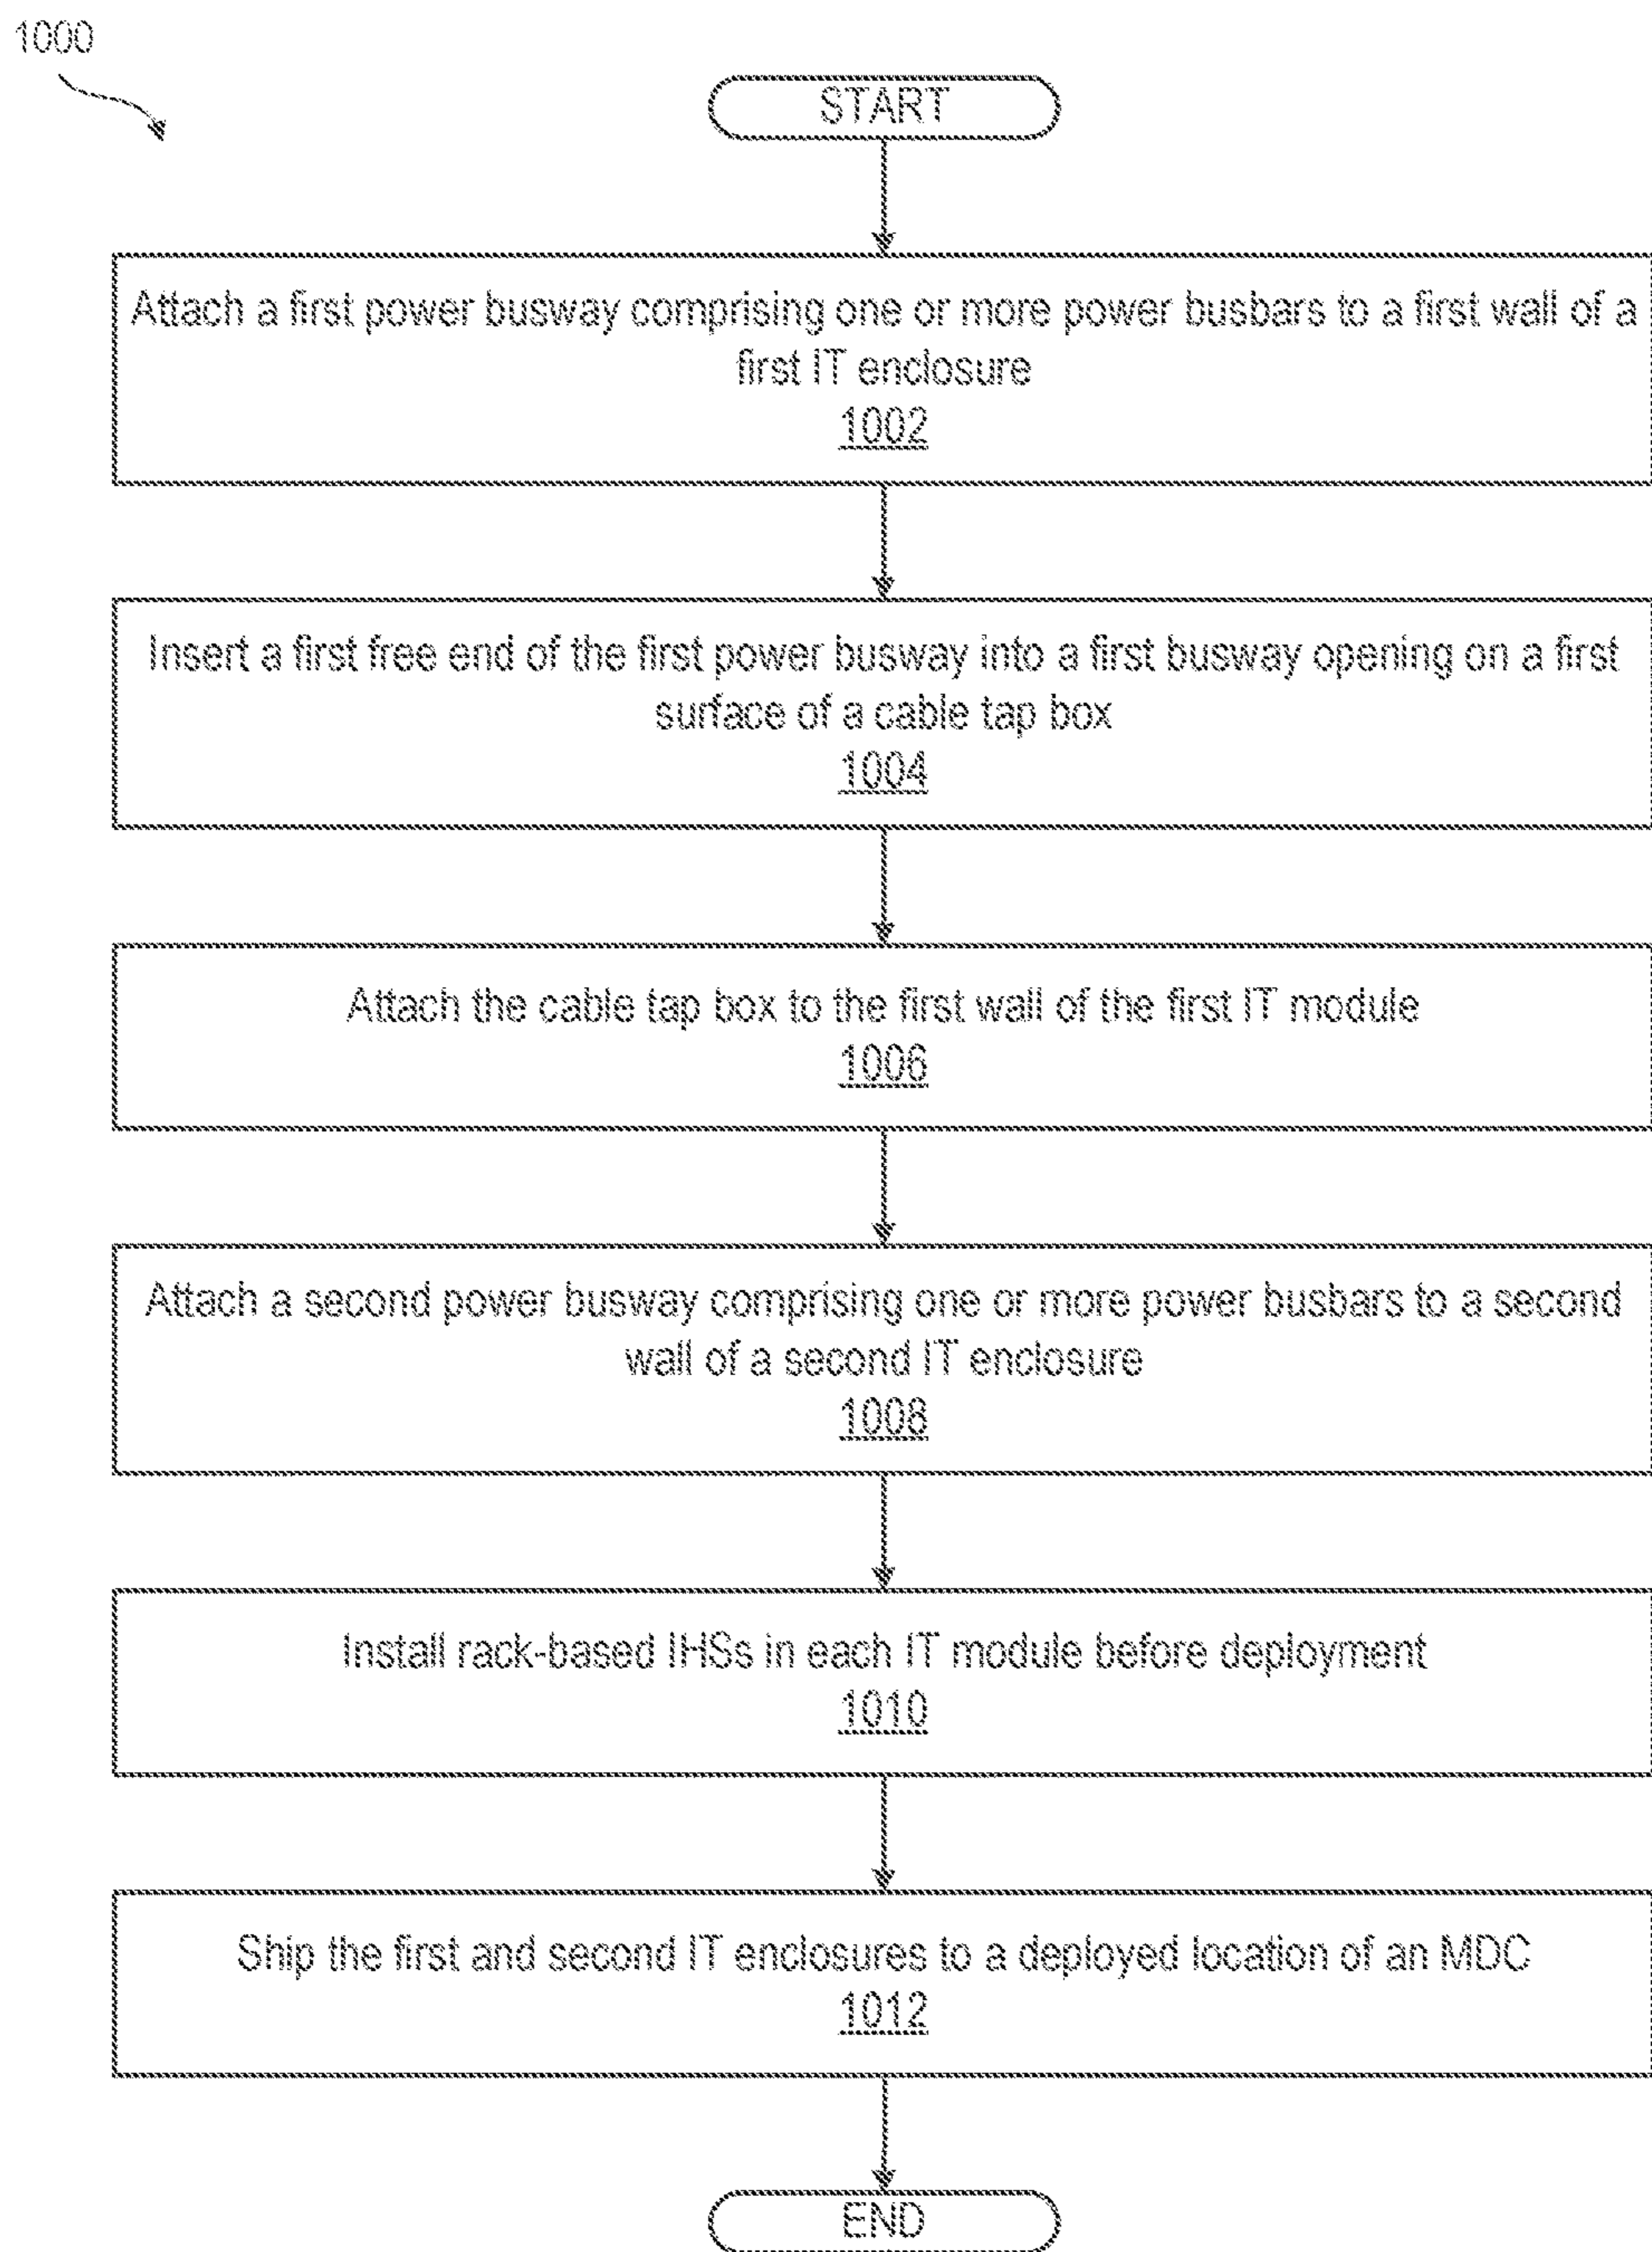 1000
START
Attach a first power busway comprising one or more power busbars to a first wall of a
first IT enclosure
1002
Insert a first free end of the first power busway into a first busway opening on a first
surface of a cable tap box
1004
Attach the cable tap box to the first wall of the first IT module
1006
Attach a second power busway comprising one or more power busbars to a second
wall of a second IT enclosure
1008
Install rack-based IHSs in each IT module before deployment
1010
Ship the first and second IT enclosures to a deployed location of an MDC
1012
END